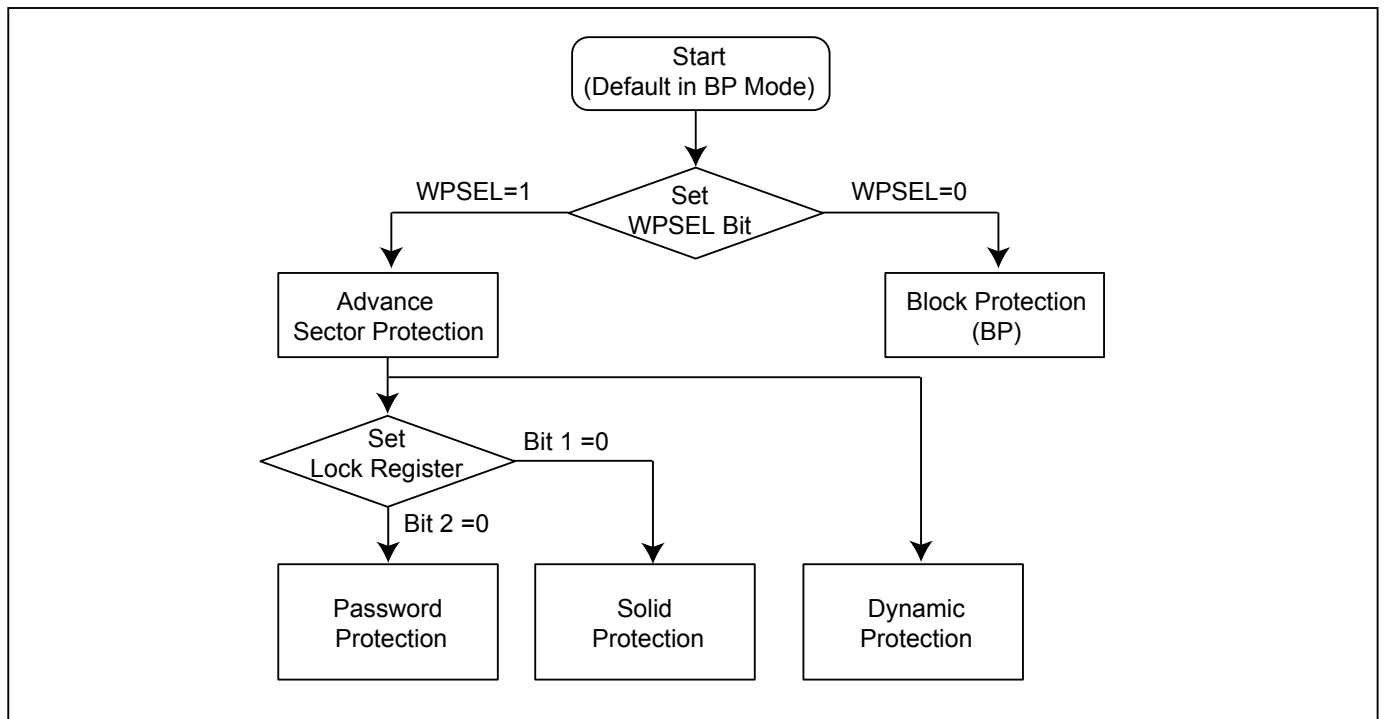 Start
(Default in BP Mode)
WPSEL=1
Set
WPSEL Bit
WPSEL=0
Advance
Sector Protection
Block Protection
(BP)
Set
Lock Register
Bit 1 =0
Bit 2 =0
Password
Protection
Solid
Protection
Dynamic
Protection